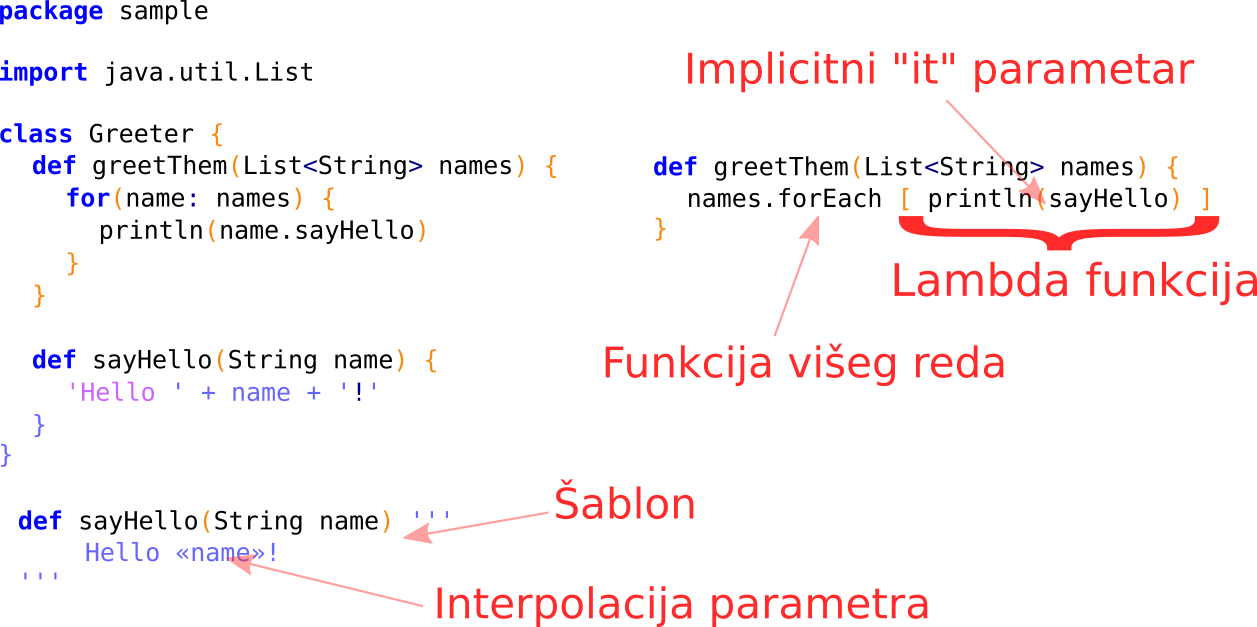 package sample
import java.util.List
class Greeter {
def greetThem(List<String> names) {
for(name: names) {
println(name.sayHello)
}
}
def sayHello(String name) {
'Hello ' + name + '!'
}
}
def sayHello(String name) '''
Hello «name»!
'''
Implicitni "it" parametar
def greetThem(List<String> names) {
names.forEach [ println(sayHello) ]
}
Lambda funkcija
Funkcija višeg reda
Šablon
Interpolacija parametra